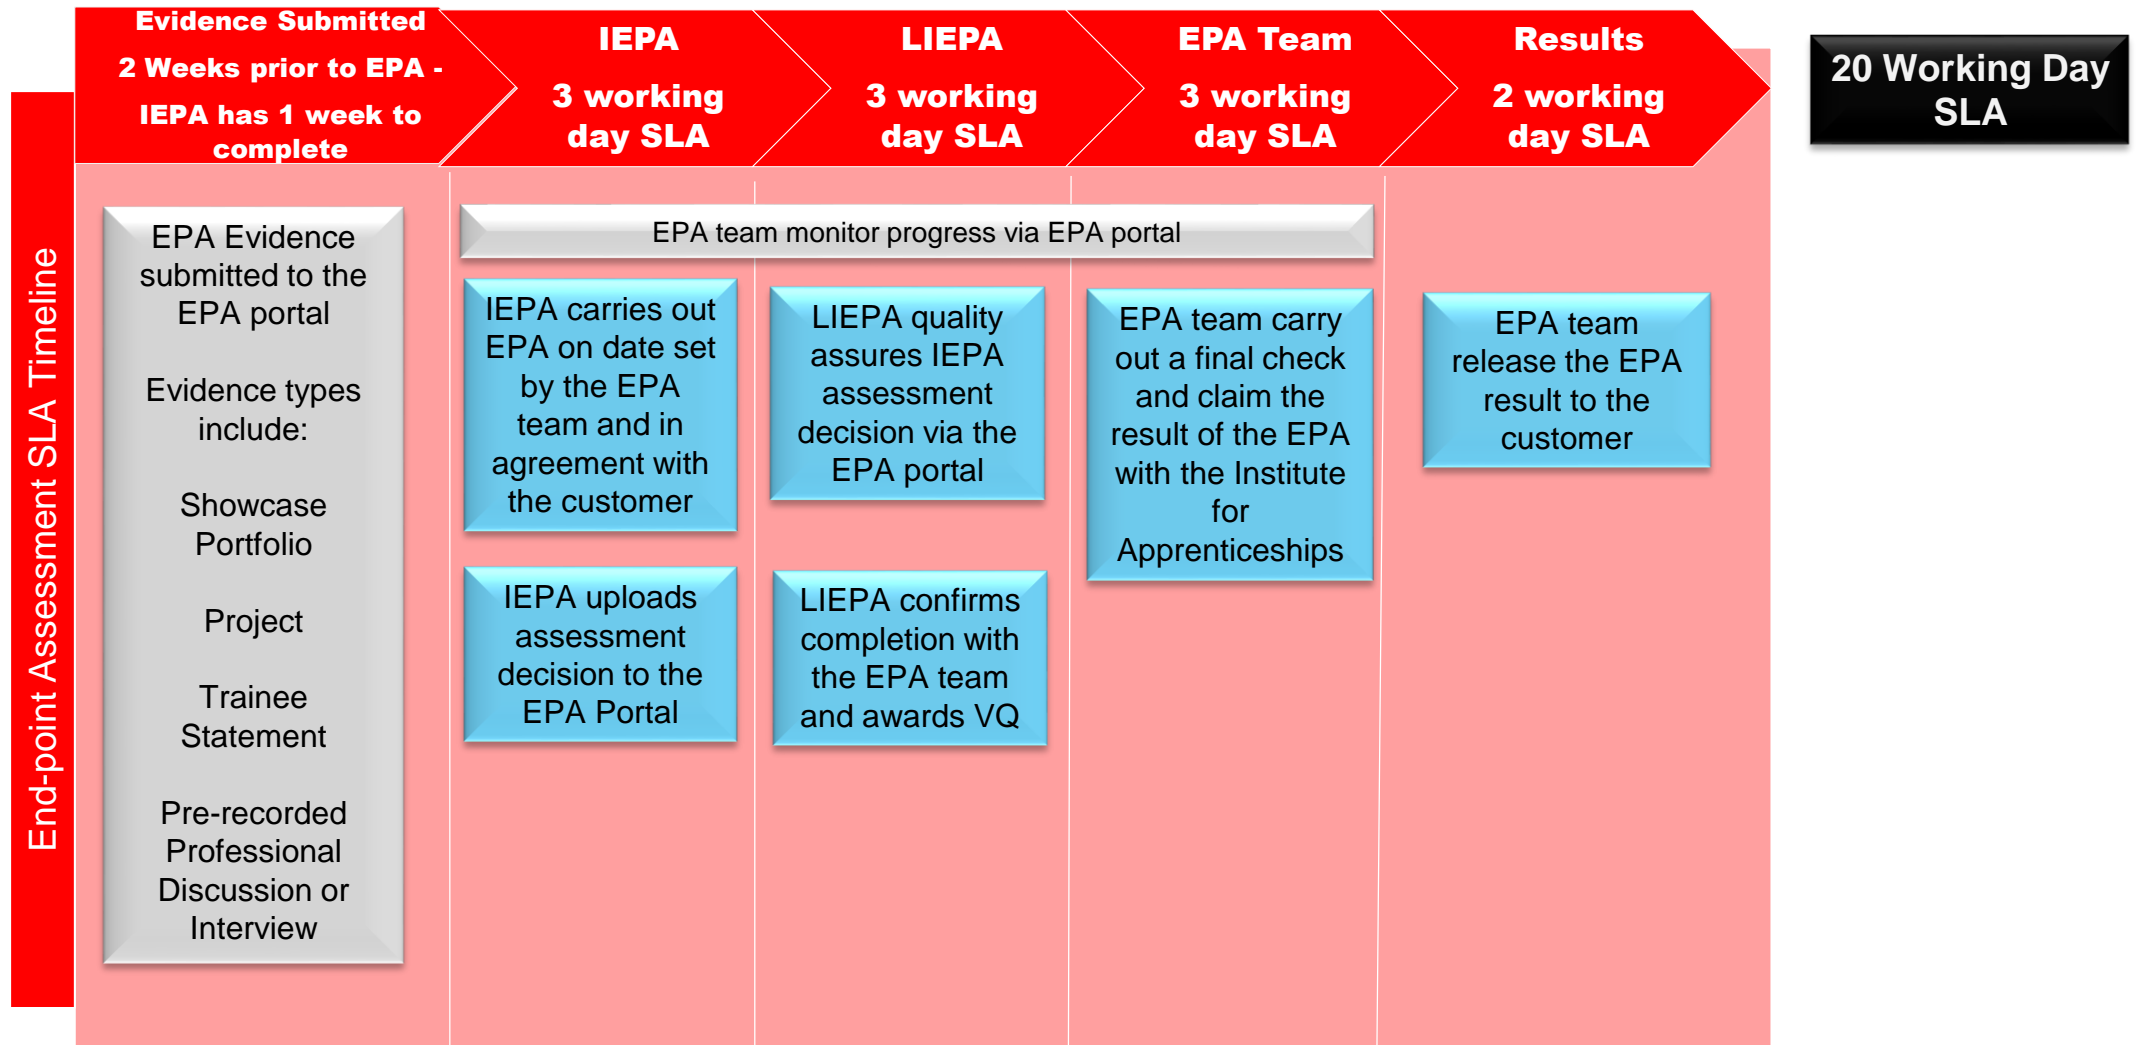 Evidence Submitted
2 Weeks prior to EPA -
IEPA has 1 week to
complete
IEPA
3 working
day SLA
LIEPA
3 working
day SLA
EPA Team
3 working
day SLA
Results
2 working
day SLA
20 Working Day
SLA
End-point Assessment SLA Timeline
EPA Evidence
submitted to the
EPA portal
Evidence types
include:
Showcase
Portfolio
Project
Trainee
Statement
Pre-recorded
Professional
Discussion or
Interview
EPA team monitor progress via EPA portal
IEPA carries out
EPA on date set
by the EPA
team and in
agreement with
the customer
IEPA uploads
assessment
decision to the
EPA Portal
LIEPA quality
assures IEPA
assessment
decision via the
EPA portal
LIEPA confirms
completion with
the EPA team
and awards VQ
EPA team carry
out a final check
and claim the
result of the EPA
with the Institute
for
Apprenticeships
EPA team
release the EPA
result to the
customer